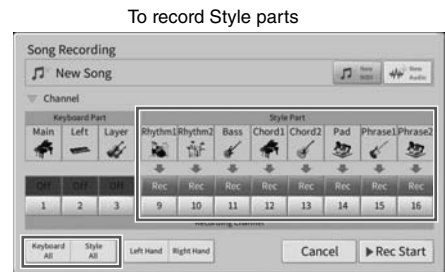 To record Style parts
Song Recording
New Song
New MIDI
New Audio
Channel
Keyboard Part
Style Part
Main Left Layer Rhythm1 Rhythm2 Bass Chord1 Chord2 Pad Phrase1 Phrase2
Off Off Off Rec Rec Rec Rec Rec Rec Rec Rec
1 2 3 9 10 11 12 13 14 15 16
Recording Channel
Keyboard All Style All Left Hand Right Hand Cancel Rec Start